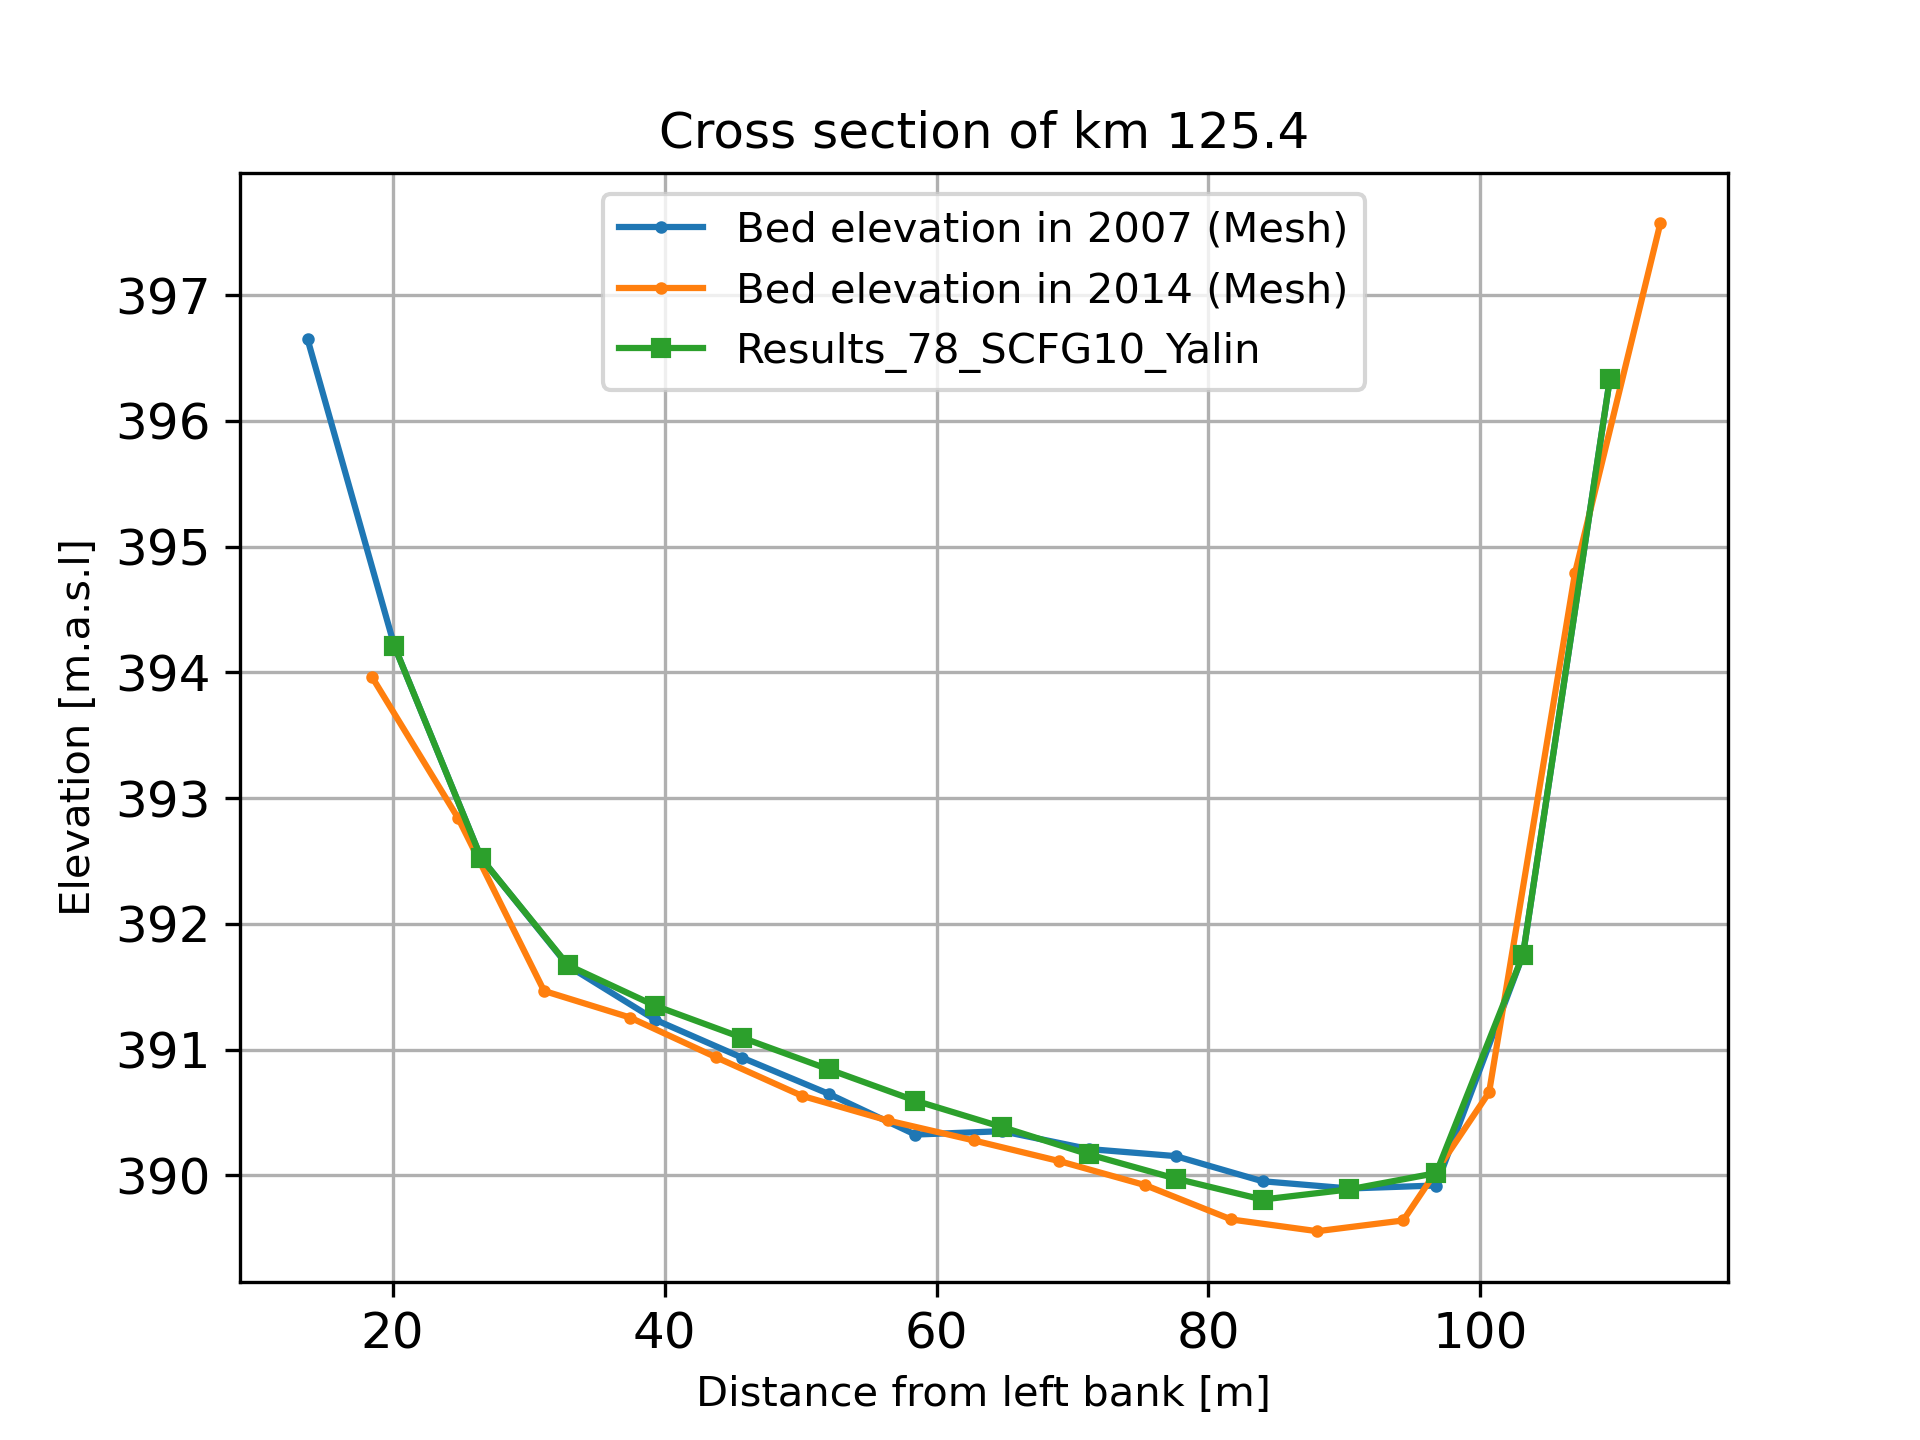 Cross section of km 125.4
Bed elevation in 2007 (Mesh)
Bed elevation in 2014 (Mesh)
Results_78_SCFG10_Yalin
397
396
395
394
393
392
391
390
Elevation [m.a.s.l]
20 40 60 80 100
Distance from left bank [m]